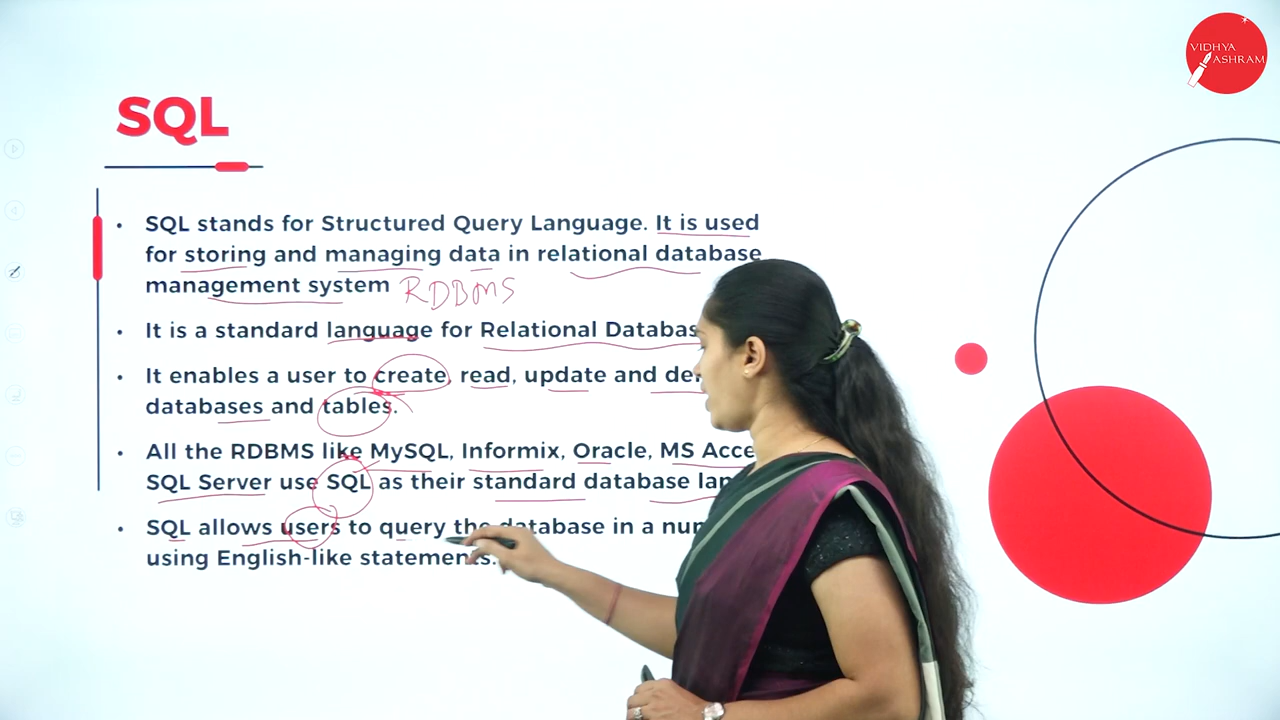 VIDHYA
ASHRAM
SQL
• SQL stands for Structured Query Language. It is used
for storing and managing data in relational database
management system RDBMS
• It is a standard language for Relational
• It enables a user to create, read, update and
databases and tables.
• All the RDBMS like MySQL, Informix, Oracle, MS
SQL Server use SQL as their standard database
• SQL allows users to query the database in a
using English-like statements.